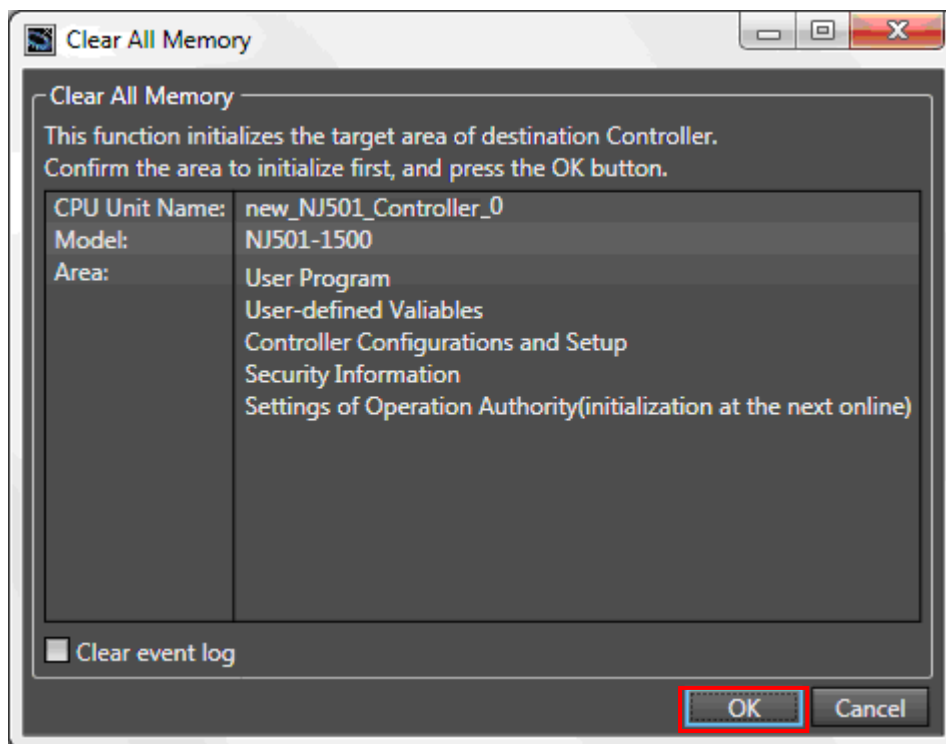 Clear All Memory
Clear All Memory
This function initializes the target area of destination Controller.
Confirm the area to initialize first, and press the OK button.
CPU Unit Name: new_NJ501_Controller_0
Model: NJ501-1500
Area: User Program
User-defined Valiables
Controller Configurations and Setup
Security Information
Settings of Operation Authority(initialization at the next online)
Clear event log
OK Cancel